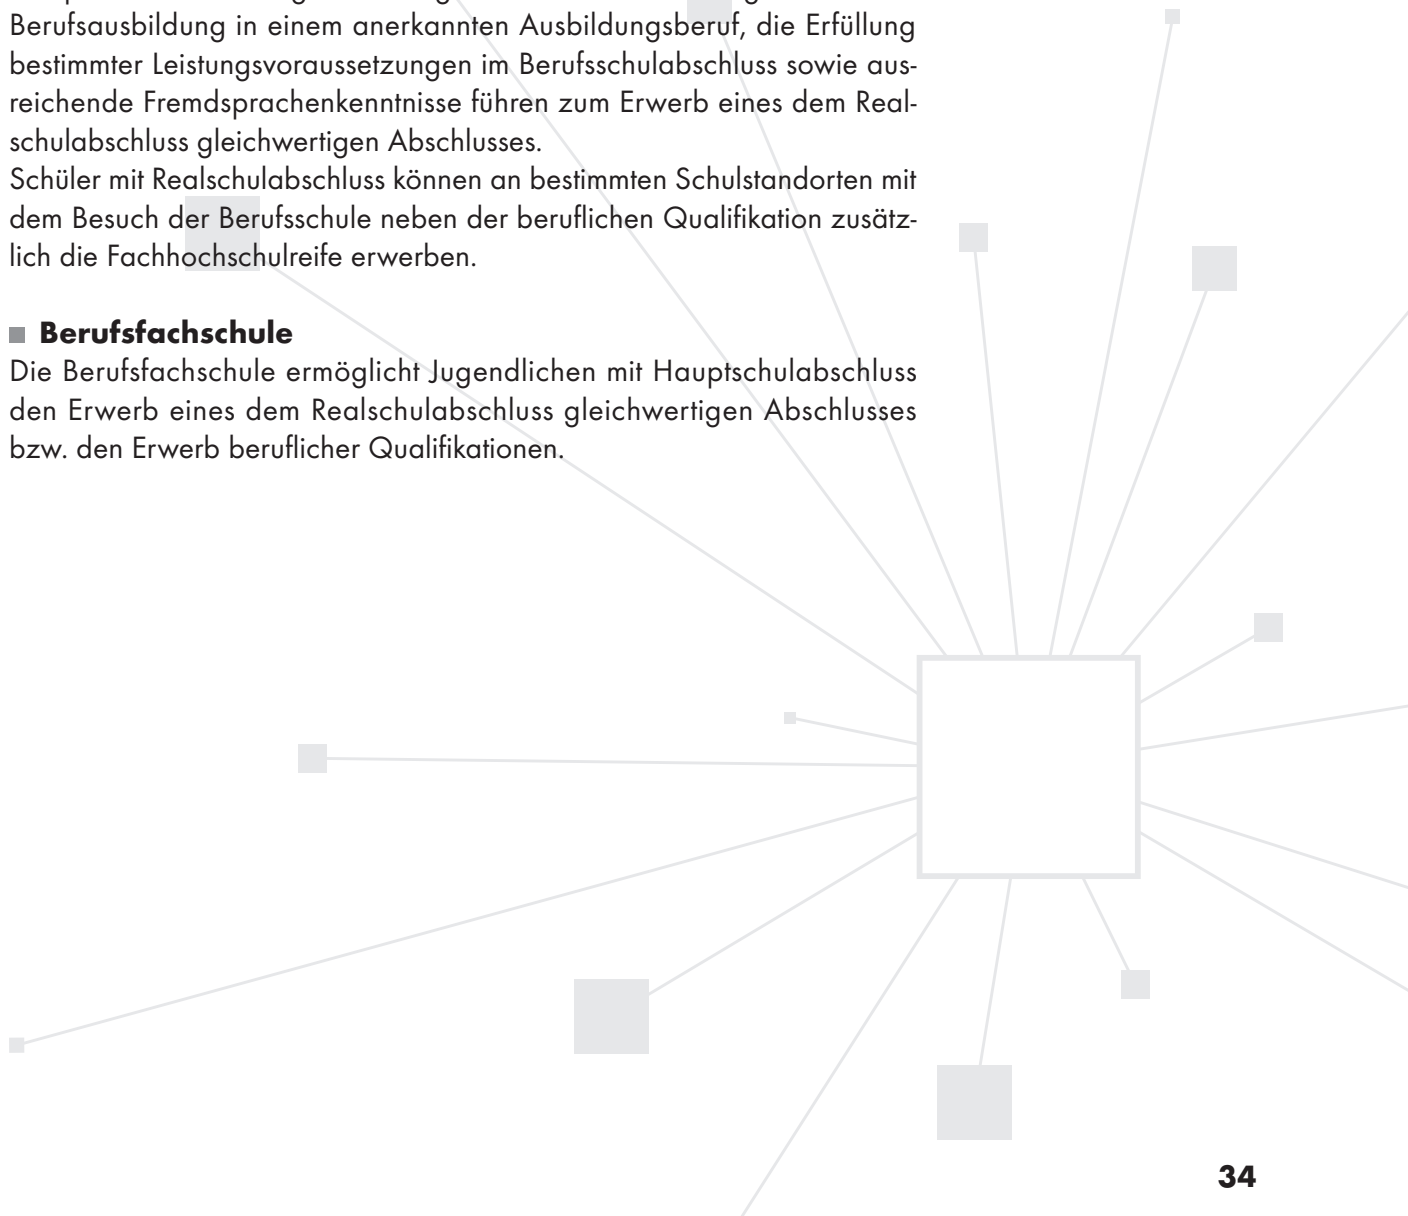 Berufsausbildung in einem anerkannten Ausbildungsberuf, die Erfüllung
bestimmter Leistungsvoraussetzungen im Berufsschulabschluss sowie aus-
reichende Fremdsprachenkenntnisse führen zum Erwerb eines dem Real-
schulabschluss gleichwertigen Abschlusses.
Schüler mit Realschulabschluss können an bestimmten Schulstandorten mit
dem Besuch der Berufsschule neben der beruflichen Qualifikation zusätz-
lich die Fachhochschulreife erwerben.
Berufsfachschule
Die Berufsfachschule ermöglicht Jugendlichen mit Hauptschulabschluss
den Erwerb eines dem Realschulabschluss gleichwertigen Abschlusses
bzw. den Erwerb beruflicher Qualifikationen.
34